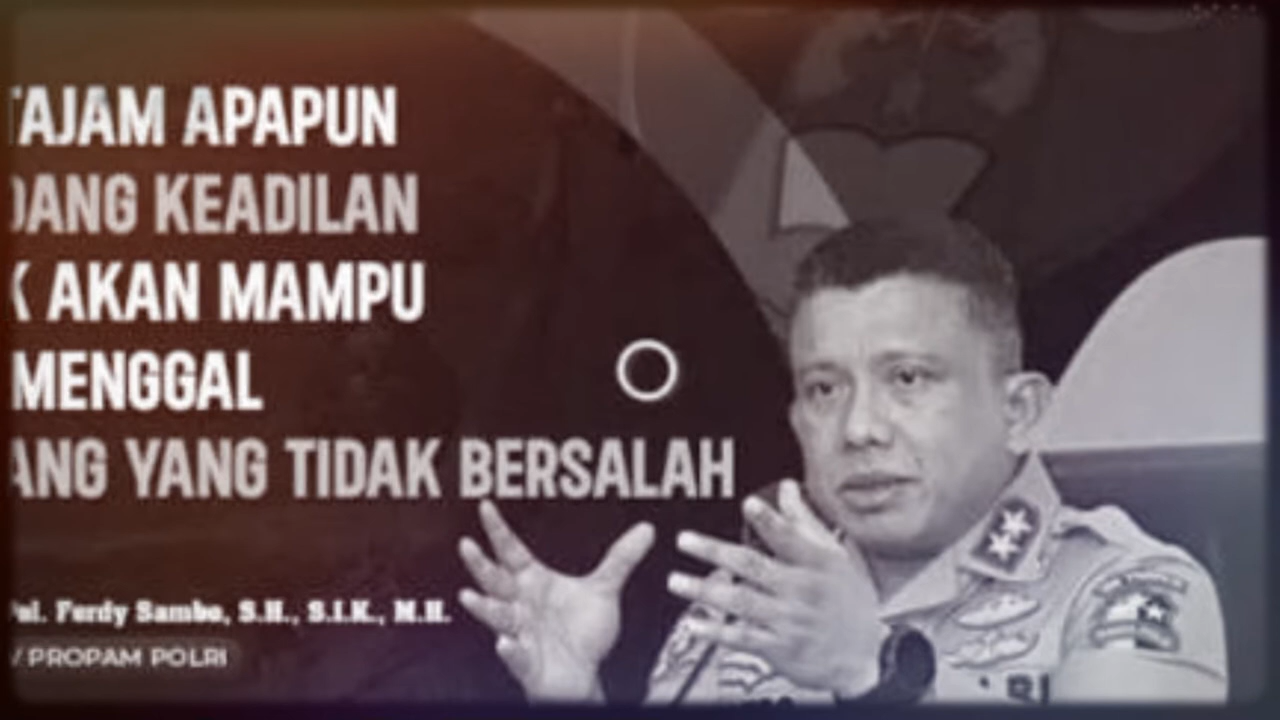 TAJAM APAPUN
DANG KEADILAN
K AKAN MAMPU
MENGGAL
ANG YANG TIDAK BERSALAH
Pol. Ferdy Sambo, S.H., S.I.K., M.H.
V PROPAM POLRI